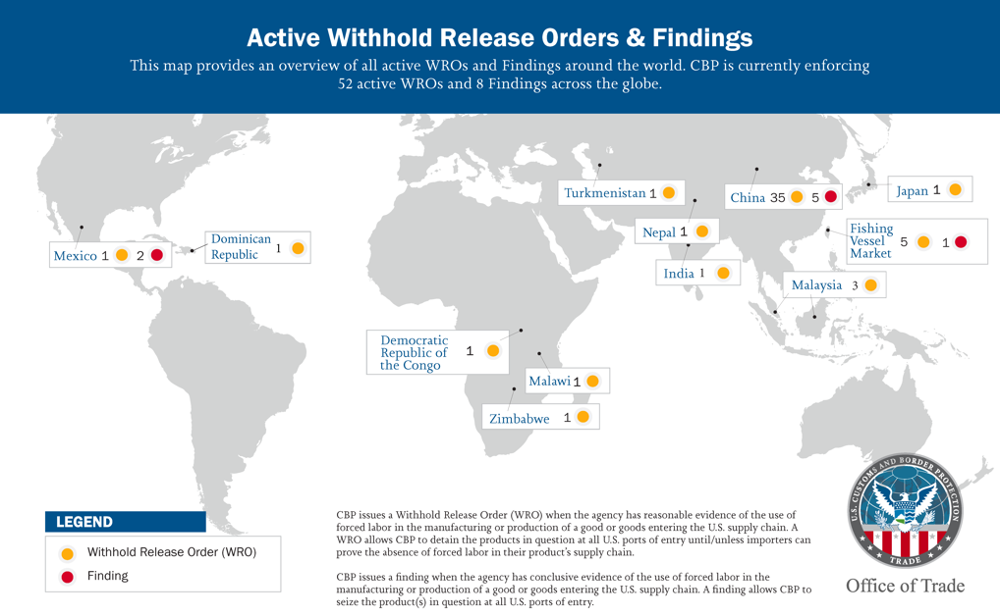 Active Withhold Release Orders & Findings
This map provides an overview of all active WROs and Findings around the world. CBP is currently enforcing
52 active WROs and 8 Findings across the globe.
Turkmenistan 1
China 35 5
Japan 1
Nepal 1
Fishing
Vessel
Market
5 1
Mexico 1 2
Dominican
Republic
1
India 1
Malaysia 3
Democratic
Republic of
the Congo
1
Malawi 1
Zimbabwe 1
LEGEND
Withhold Release Order (WRO)
Finding
CBP issues a Withhold Release Order (WRO) when the agency has reasonable evidence of the use of
forced labor in the manufacturing or production of a good or goods entering the U.S. supply chain. A
WRO allows CBP to detain the products in question at all U.S. ports of entry until/unless importers can
prove the absence of forced labor in their product's supply chain.
CBP issues a finding when the agency has conclusive evidence of the use of forced labor in the
manufacturing or production of a good or goods entering the U.S. supply chain. A finding allows CBP to
seize the product(s) in question at all U.S. ports of entry.
U.S. CUSTOMS AND BORDER PROTECTION
TRADE
Office of Trade